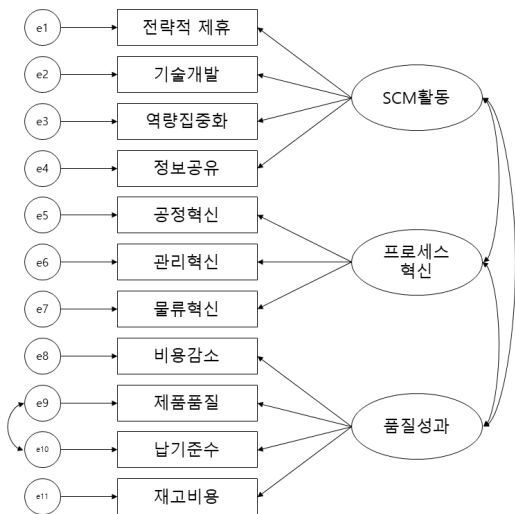 e1
전략적 제휴
e2
기술개발
SCM활동
e3
역량집중화
e4
정보공유
e5
공정혁신
e6
관리혁신
프로세스
혁신
e7
물류혁신
e8
비용감소
e9
제품품질
품질성과
e10
납기준수
e11
재고비용